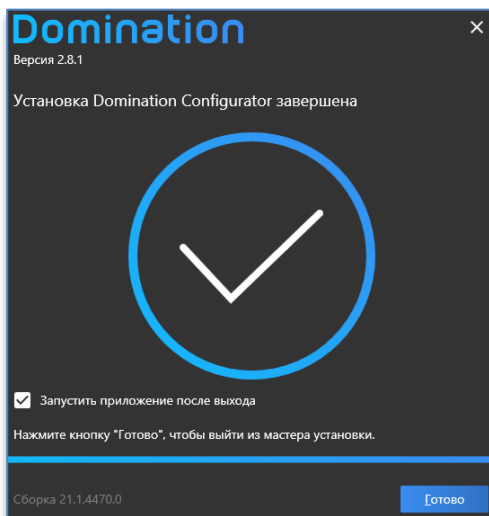 Domination
Версия 2.8.1
Установка Domination Configurator завершена
Запустить приложение после выхода
Нажмите кнопку "Готово", чтобы выйти из мастера установки.
Сборка 21.1.4470.0
Готово